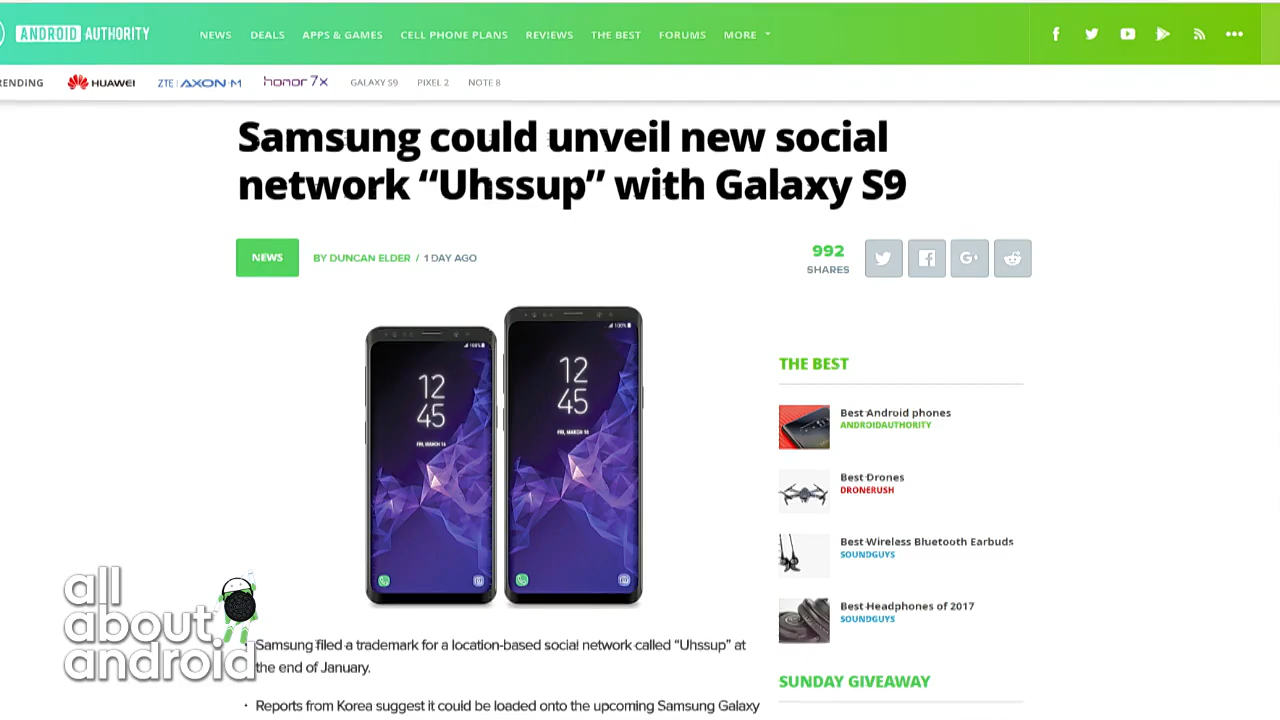 ANDROID AUTHORITY
NEWS DEALS APPS & GAMES CELL PHONE PLANS REVIEWS THE BEST FORUMS MORE
RENDING HUAWEI ZTE AXON M honor 7x GALAXY S9 PIXEL 2 NOTE 8
Samsung could unveil new social
network “Uhssup” with Galaxy S9
NEWS BY DUNCAN ELDER / 1 DAY AGO
992
SHARES
G+
100%
12
45
100%
12
45
THE BEST
Best Android phones
ANDROIDAUTHORITY
Best Drones
DRONERUSH
Best Wireless Bluetooth Earbuds
SOUNDGUYS
Best Headphones of 2017
SOUNDGUYS
SUNDAY GIVEAWAY
all
about
android
· Samsung filed a trademark for a location-based social network called “Uhssup” at
the end of January.
· Reports from Korea suggest it could be loaded onto the upcoming Samsung Galaxy